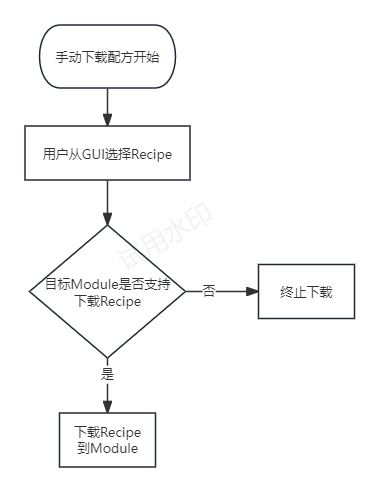 手动下载配方开始
用户从GUI选择Recipe
试用水印
目标Module是否支持
下载Recipe
否
终止下载
是
下载Recipe
到Module